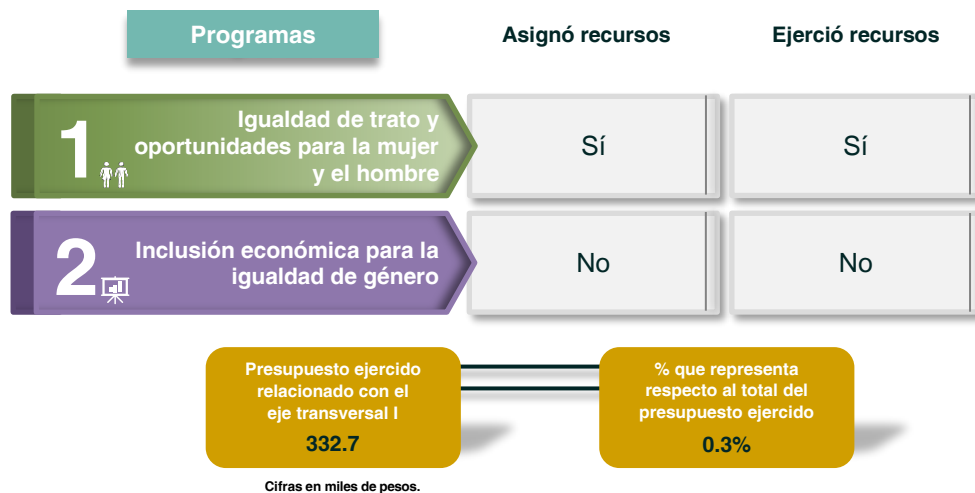 Programas
Asignó recursos
Ejerció recursos
1
Igualdad de trato y
oportunidades para la mujer
y el hombre
Sí
Sí
2
Inclusión económica para la
igualdad de género
No
No
Presupuesto ejercido
relacionado con el
eje transversal I
332.7
% que representa
respecto al total del
presupuesto ejercido
0.3%
Cifras en miles de pesos.